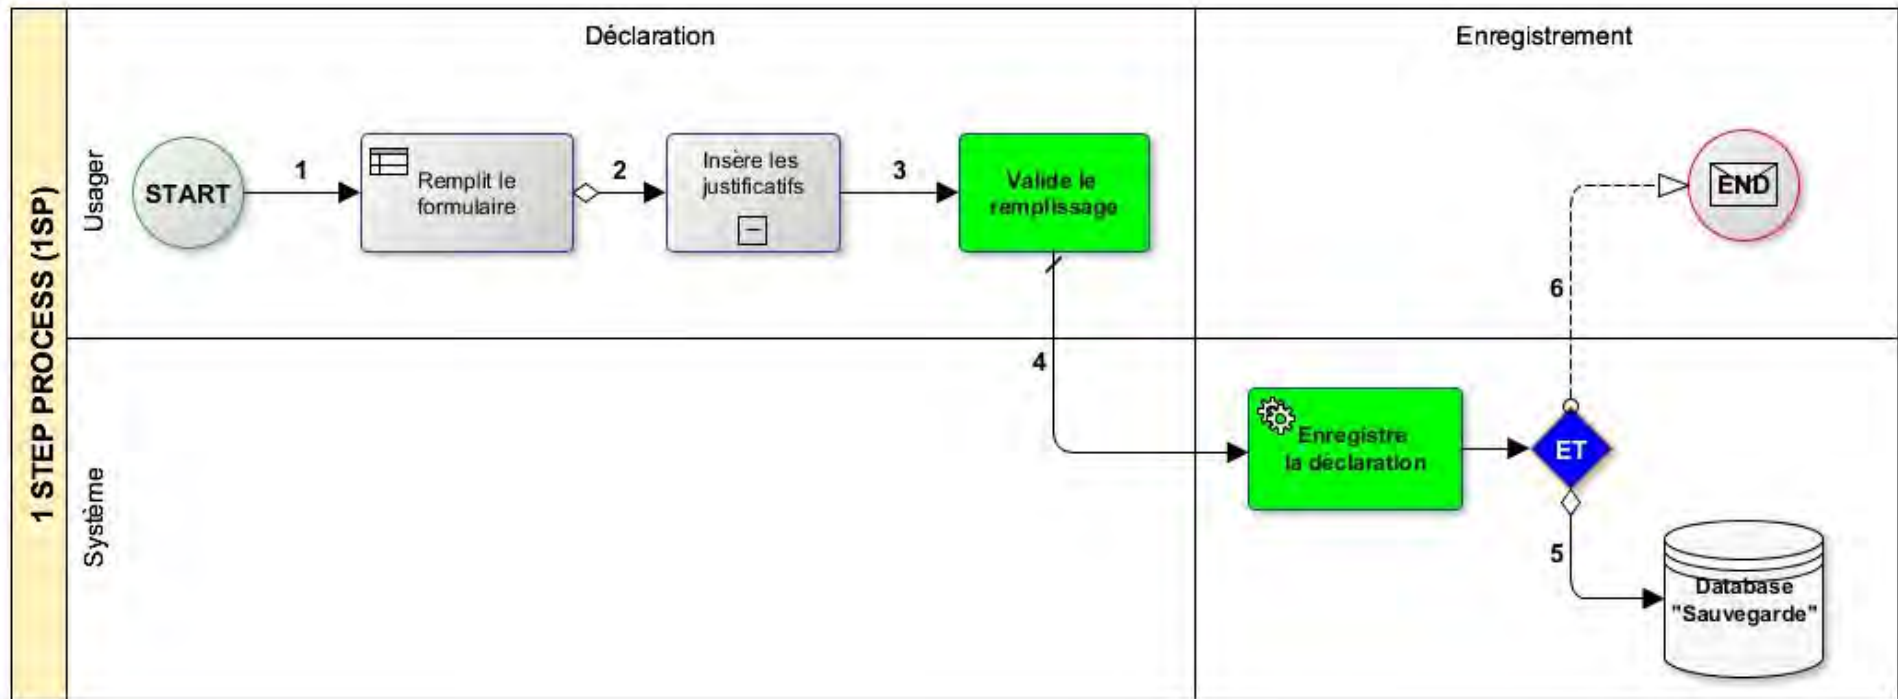 1 STEP PROCESS (1SP)
Déclaration
Enregistrement
Usager
START
1
Remplit le
formulaire
2
Insère les
justificatifs
3
Valide le
remplissage
END
6
4
Système
Enregistre
la déclaration
ET
5
Database
"Sauvegarde"